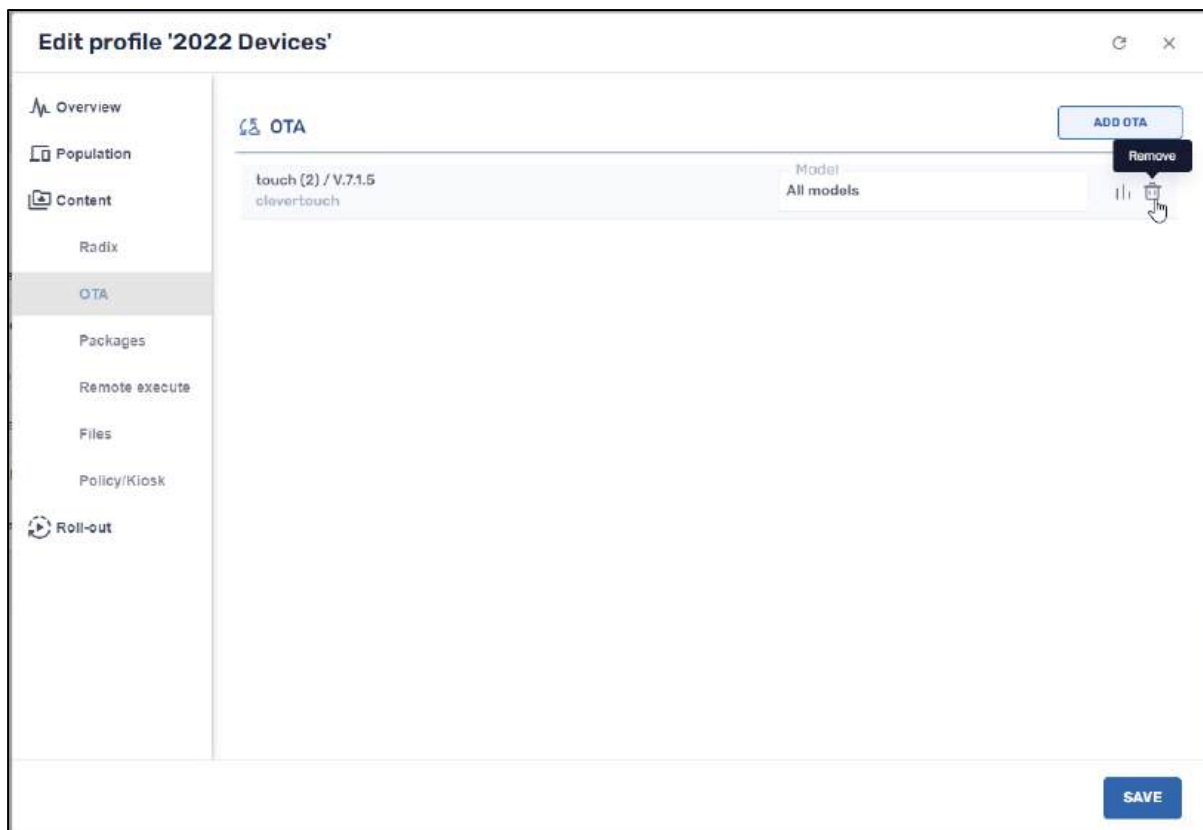 Edit profile '2022 Devices'
Overview
Population
Content
Radix
OTA
Packages
Remote execute
Files
Policy/Kiosk
Roll-out
OTA
ADD OTA
Remove
touch (2) / V.7.1.5
clevertouch
Model
All models
SAVE